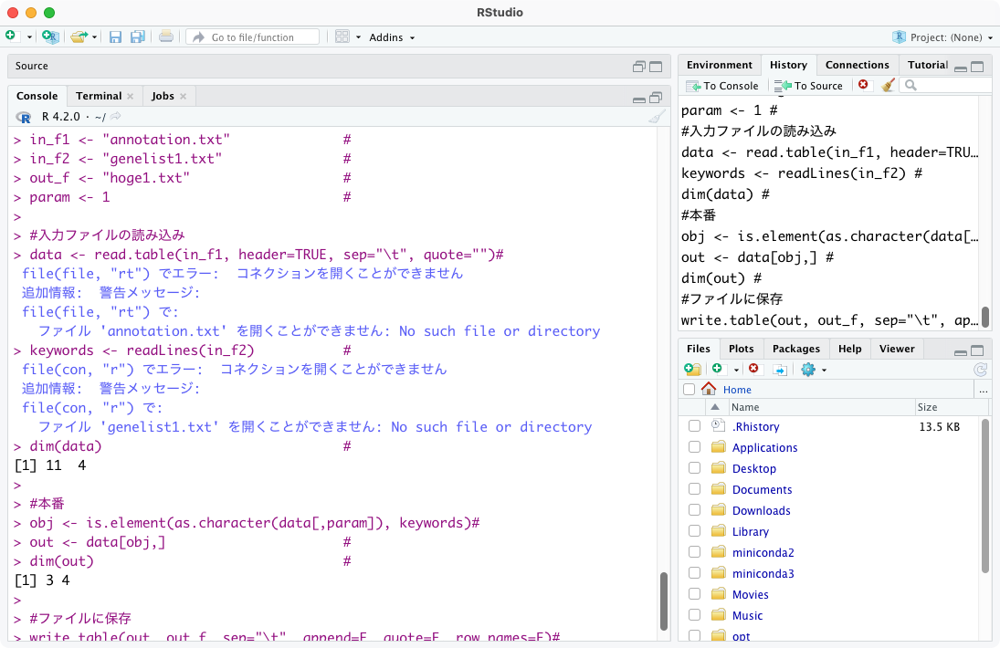 RStudio
Go to file/function
Addins
Project: (None)
Source
Console Terminal Jobs
R 4.2.0 · ~/
> in_f1 <- "annotation.txt" #
> in_f2 <- "genelist1.txt" #
> out_f <- "hoge1.txt" #
> param <- 1 #
>
> #入力ファイルの読み込み
> data <- read.table(in_f1, header=TRUE, sep="\t", quote="")#
file(file, "rt") でエラー: コネクションを開くことができません
追加情報: 警告メッセージ:
file(file, "rt") で:
ファイル 'annotation.txt' を開くことができません: No such file or directory
> keywords <- readLines(in_f2) #
file(con, "r") でエラー: コネクションを開くことができません
追加情報: 警告メッセージ:
file(con, "r") で:
ファイル 'genelist1.txt' を開くことができません: No such file or directory
> dim(data) #
[1] 11 4
>
> #本番
> obj <- is.element(as.character(data[,param]), keywords)#
> out <- data[obj,] #
> dim(out) #
[1] 3 4
>
> #ファイルに保存
> write.table(out, out_f, sep="\t", append=F, quote=F, row.names=F)#
Environment History Connections Tutorial
To Console To Source
param <- 1 #
#入力ファイルの読み込み
data <- read.table(in_f1, header=TRU…
keywords <- readLines(in_f2) #
dim(data) #
#本番
obj <- is.element(as.character(data[…
out <- data[obj,] #
dim(out) #
#ファイルに保存
write.table(out, out_f, sep="\t", ap…
Files Plots Packages Help Viewer
Home ...
Name Size
.Rhistory 13.5 KB
Applications
Desktop
Documents
Downloads
Library
miniconda2
miniconda3
Movies
Music
opt